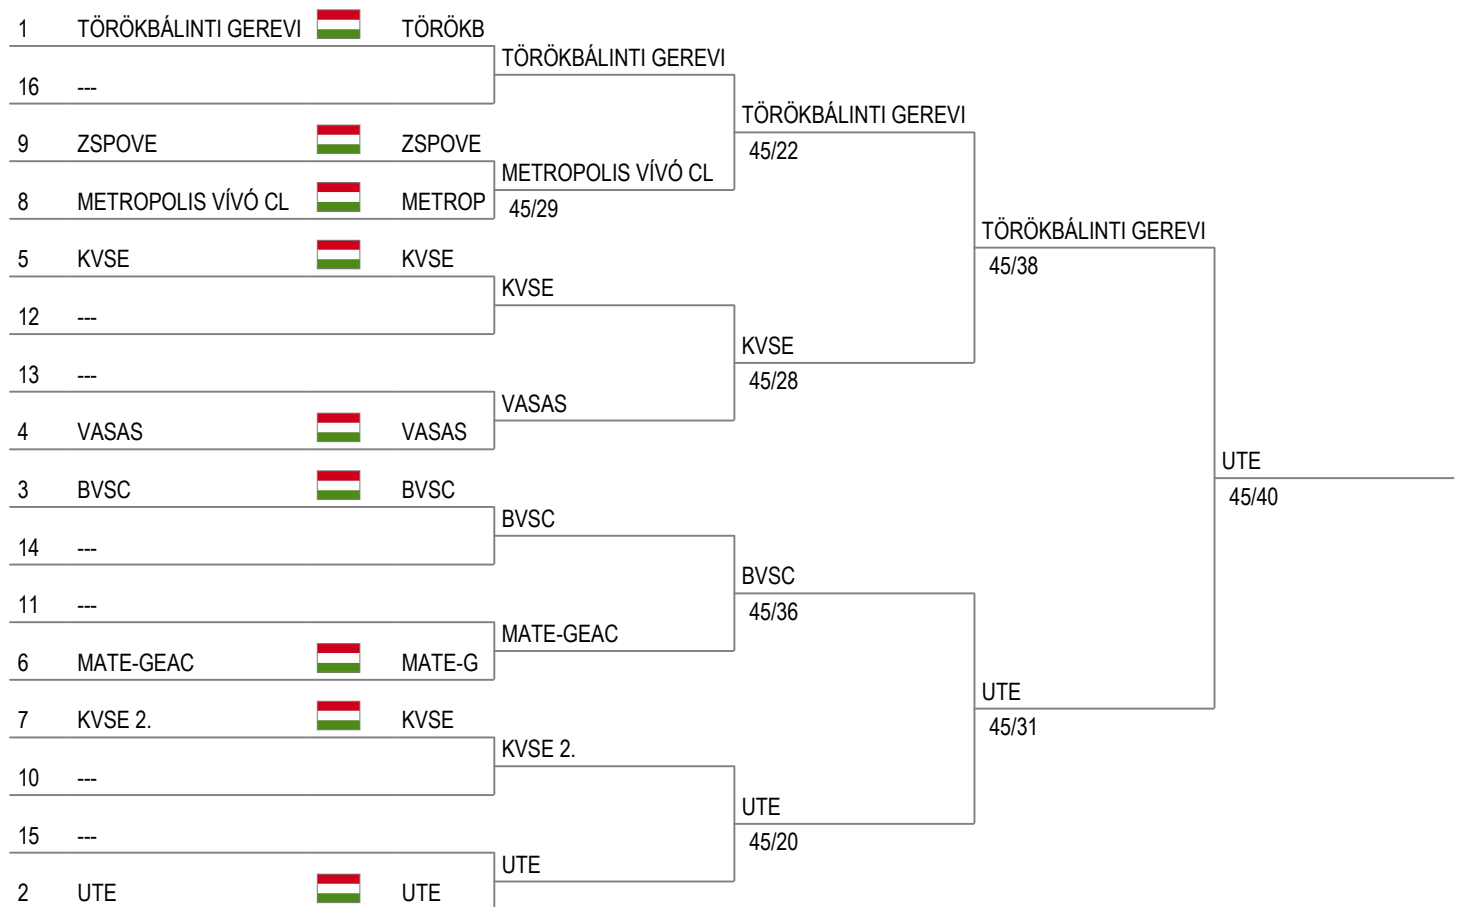 1 TÖRÖKBÁLINTI GEREVI TÖRÖKB
TÖRÖKBÁLINTI GEREVI
16 ---
TÖRÖKBÁLINTI GEREVI
45/22
9 ZSPOVE ZSPOVE
METROPOLIS VÍVÓ CL
45/29
8 METROPOLIS VÍVÓ CL METROP
TÖRÖKBÁLINTI GEREVI
45/38
5 KVSE KVSE
KVSE
12 ---
KVSE
45/28
13 ---
VASAS
4 VASAS VASAS
UTE
45/40
3 BVSC BVSC
BVSC
14 ---
BVSC
45/36
11 ---
MATE-GEAC
6 MATE-GEAC MATE-G
UTE
45/31
7 KVSE 2. KVSE
KVSE 2.
10 ---
UTE
45/20
15 ---
UTE
2 UTE UTE